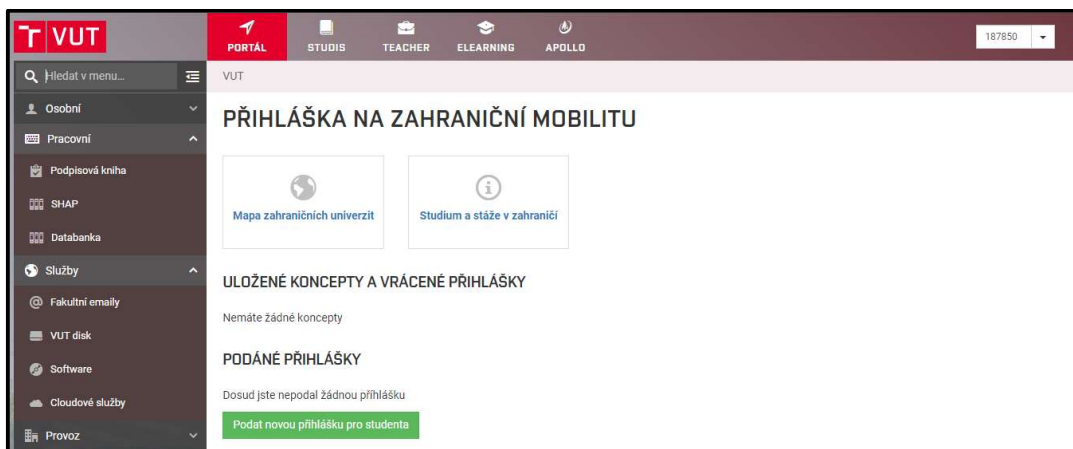 T VUT
PORTÁL STUDIS TEACHER ELEARNING APOLLO
187850
Hledat v menu...
VUT
Osobní
Pracovní
Podpisová kniha
SHAP
Databanka
Služby
Fakultní emaily
VUT disk
Software
Cloudové služby
Provoz
PŘIHLÁŠKA NA ZAHRANIČNÍ MOBILITU
Mapa zahraničních univerzit
Studium a stáže v zahraničí
ULOŽENÉ KONCEPTY A VRÁCENÉ PŘIHLÁŠKY
Nemáte žádné koncepty
PODÁNÉ PŘIHLÁŠKY
Dosud jste nepodal žádnou příhlášku
Podat novou přihlášku pro studenta